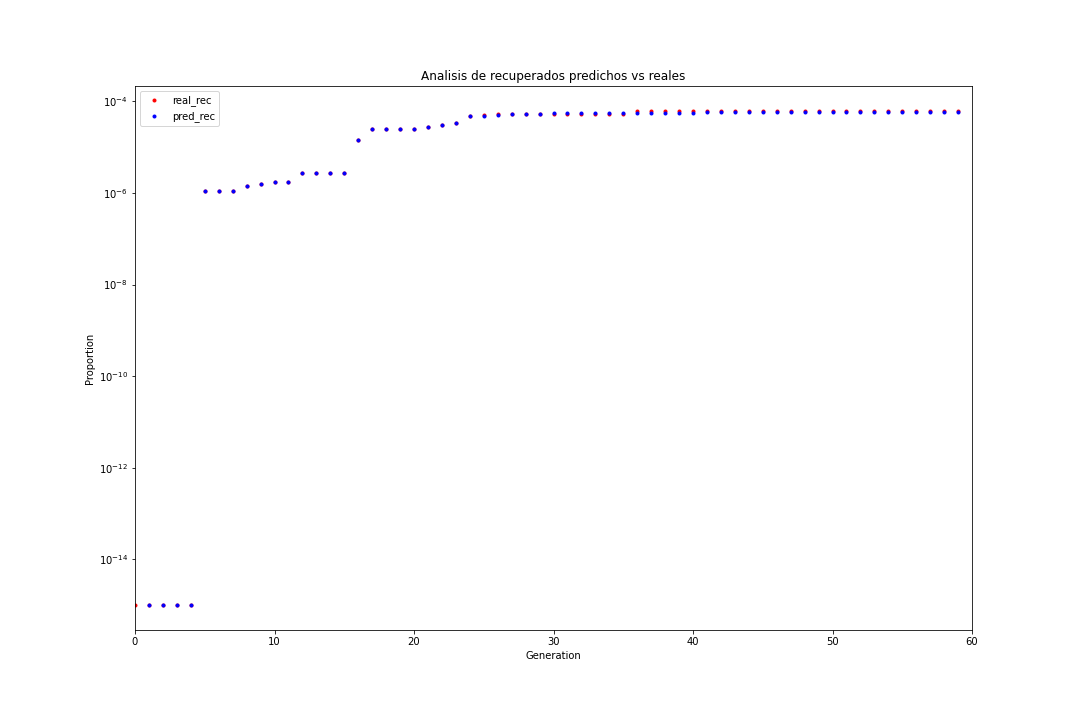 Analisis de recuperados predichos vs reales
real_rec
pred_rec
10⁻⁴
10⁻⁶
10⁻⁸
10⁻¹⁰
10⁻¹²
10⁻¹⁴
Proportion
0 10 20 30 40 50 60
Generation